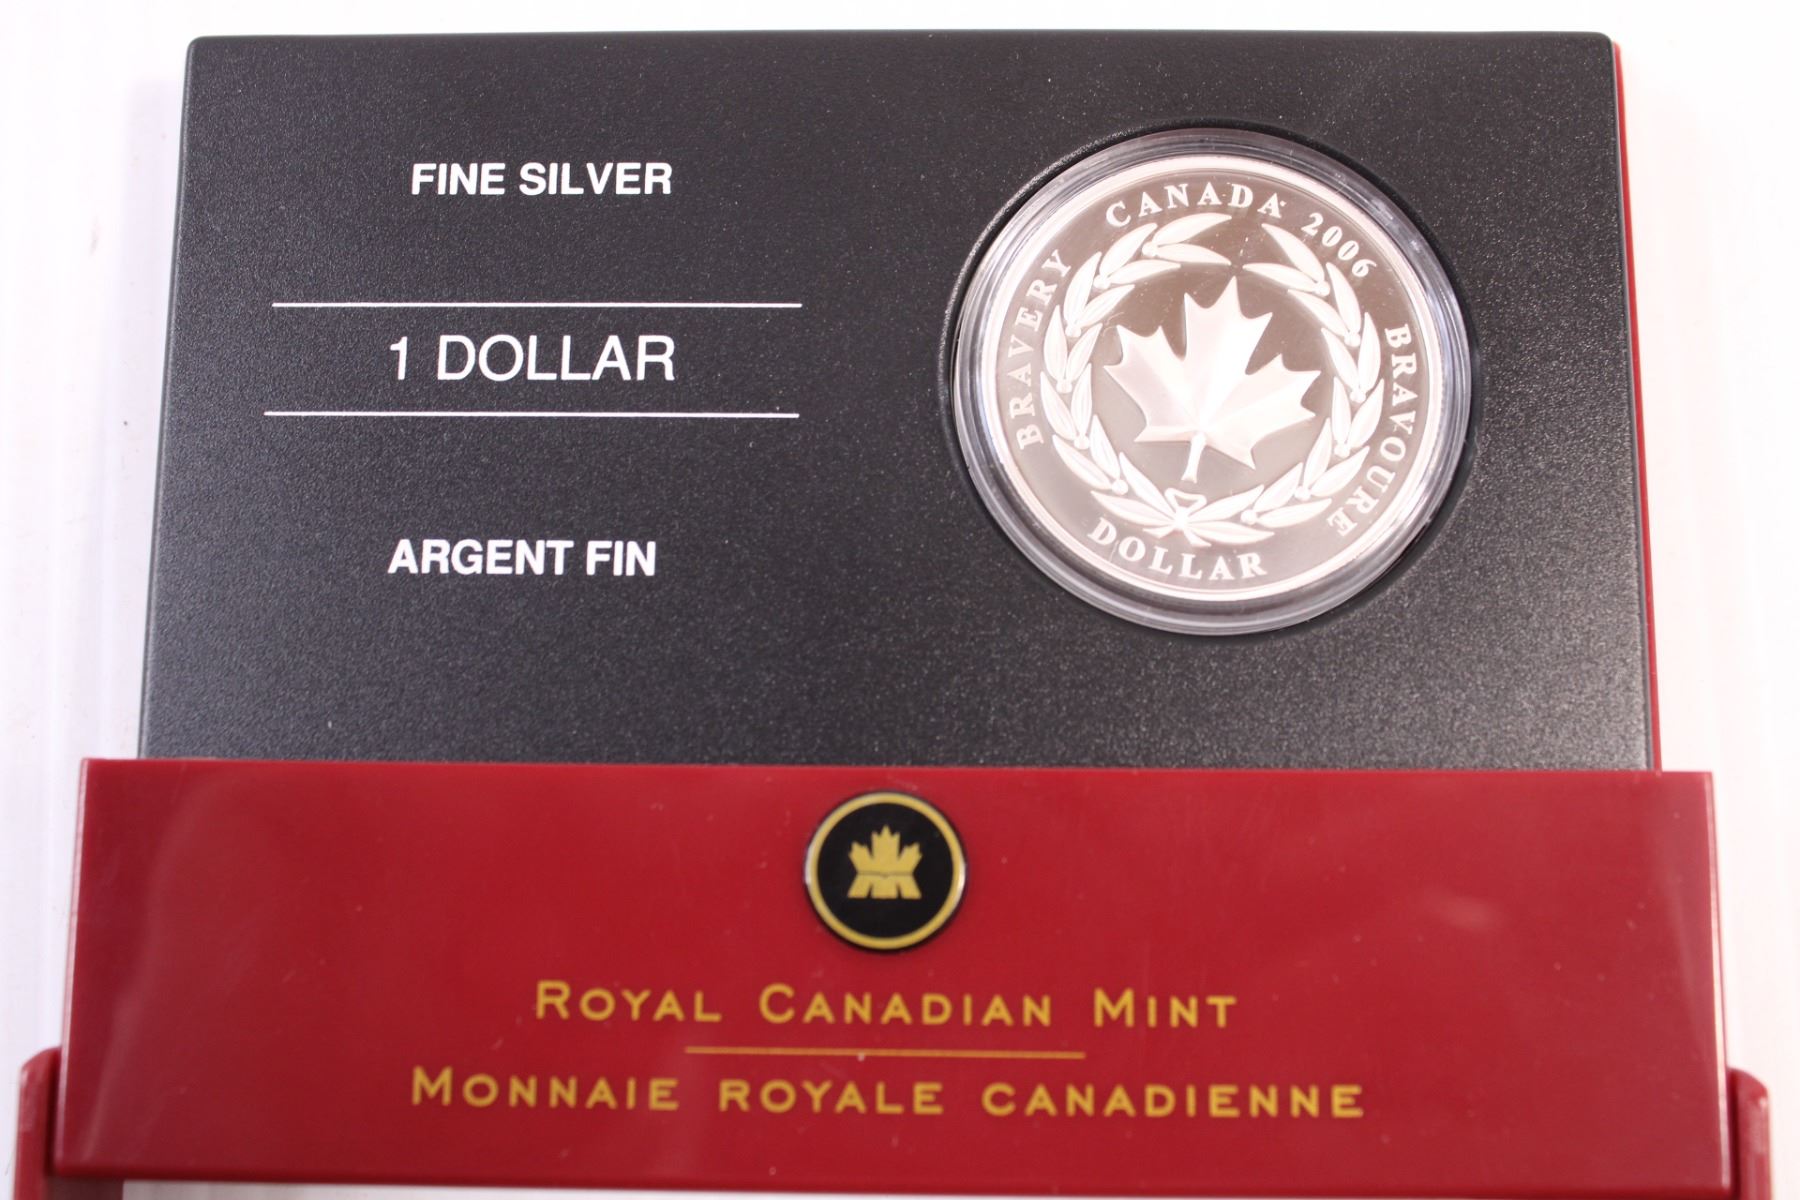 FINE SILVER
1 DOLLAR
ARGENT FIN
CANADA 2006
BRAVERY
BRAVOURE
DOLLAR
ROYAL CANADIAN MINT
MONNAIE ROYALE CANADIENNE